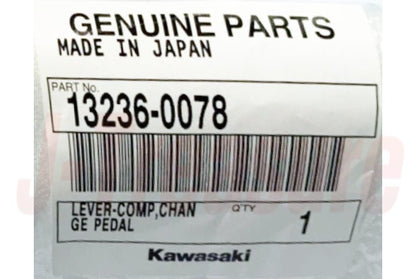 GENUINE PARTS
MADE IN JAPAN
PART No.
13236-0078
LEVER-COMP,CHAN
GE PEDAL
Q'TY
1
Kawasaki